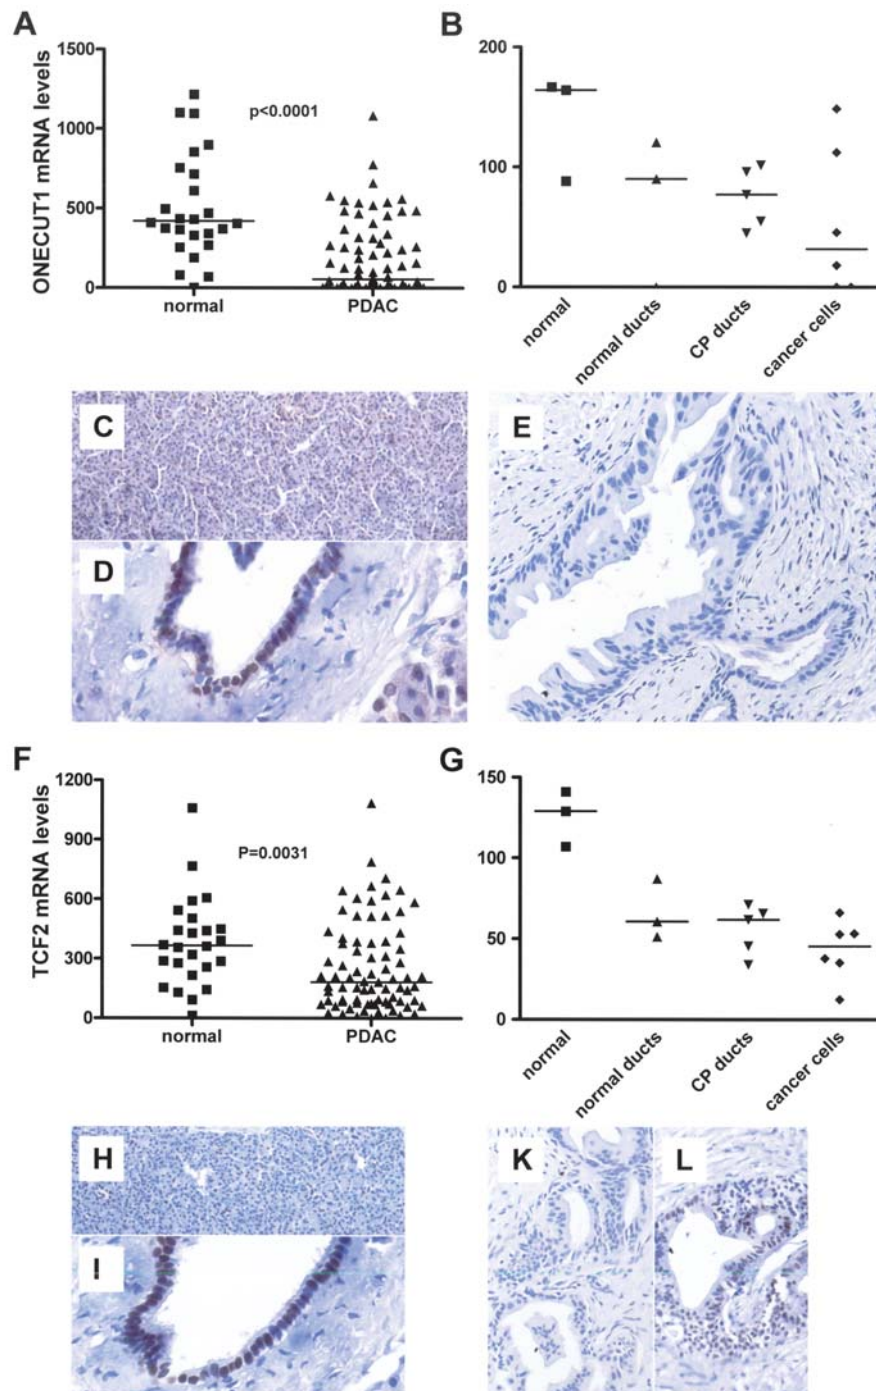 A
B
ONECUT1 mRNA levels
1500
1000
500
0
p<0.0001
normal
PDAC
200
100
0
normal
normal ducts
CP ducts
cancer cells
C
D
E
F
G
TCF2 mRNA levels
1200
900
600
300
0
P=0.0031
normal
PDAC
150
100
50
0
normal
normal ducts
CP ducts
cancer cells
H
I
K
L